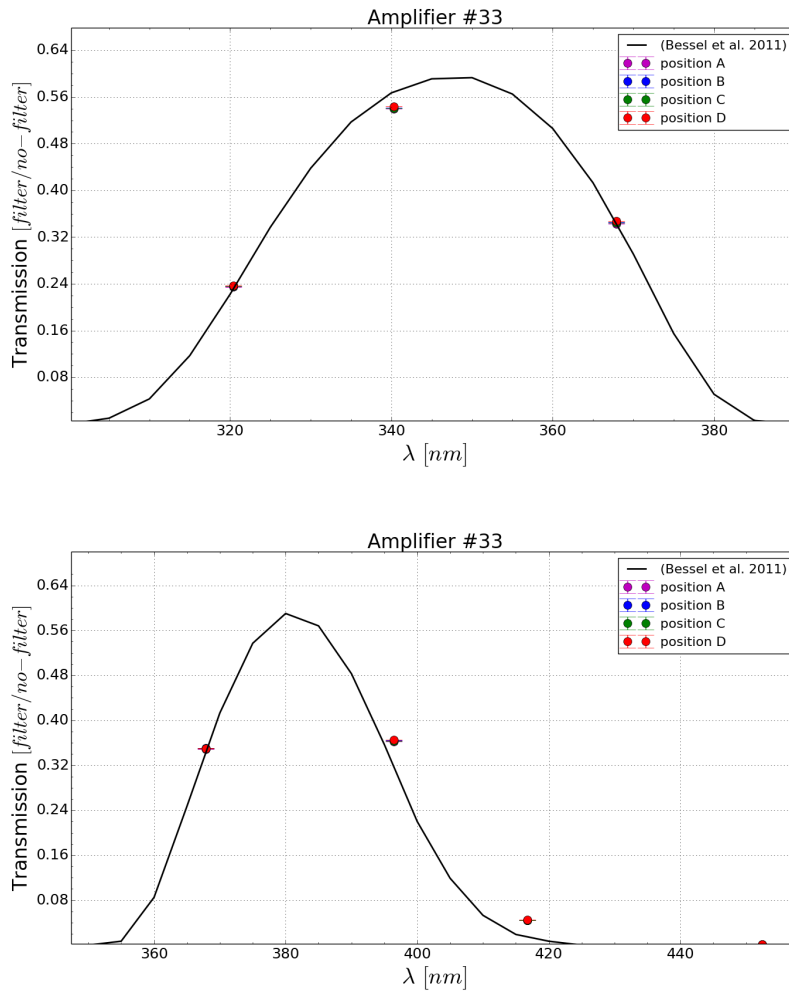 Amplifier #33
(Bessel et al. 2011)
position A
position B
position C
position D
Transmission [filter/no−filter]
0.64
0.56
0.48
0.40
0.32
0.24
0.16
0.08
320 340 360 380
λ [nm]
Amplifier #33
(Bessel et al. 2011)
position A
position B
position C
position D
Transmission [filter/no−filter]
0.64
0.56
0.48
0.40
0.32
0.24
0.16
0.08
360 380 400 420 440
λ [nm]